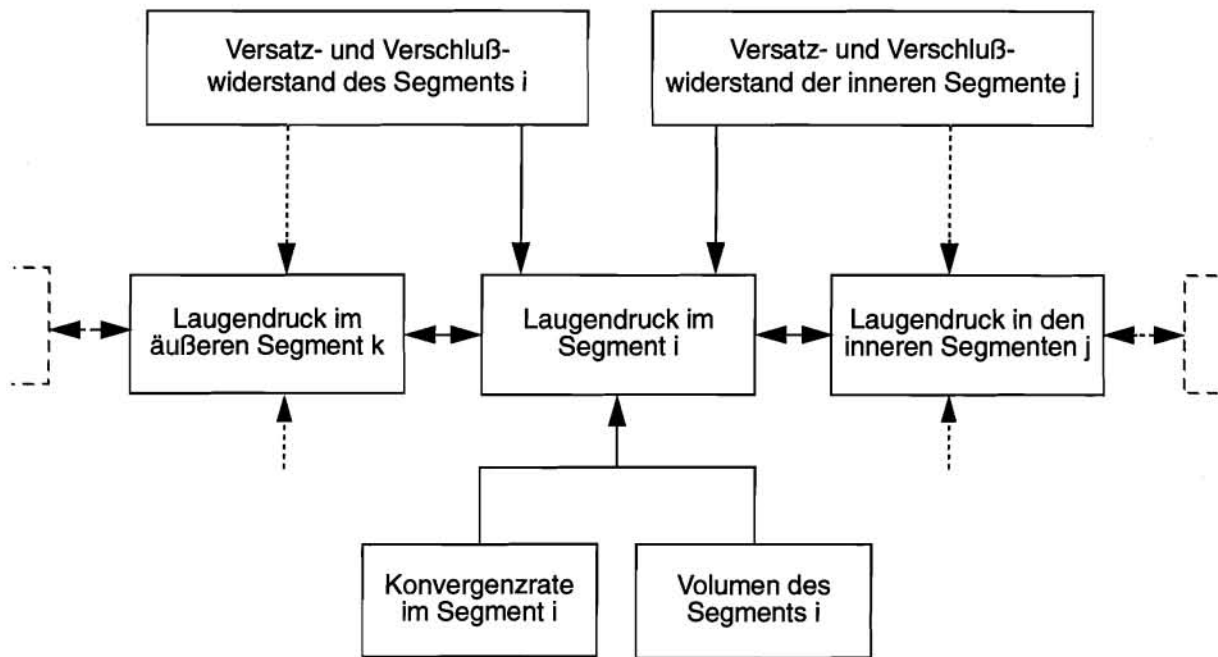 Versatz- und Verschluß-
widerstand des Segments i
Versatz- und Verschluß-
widerstand der inneren Segmente j
Laugendruck im
äußeren Segment k
Laugendruck im
Segment i
Laugendruck in den
inneren Segmenten j
Konvergenzrate
im Segment i
Volumen des
Segments i